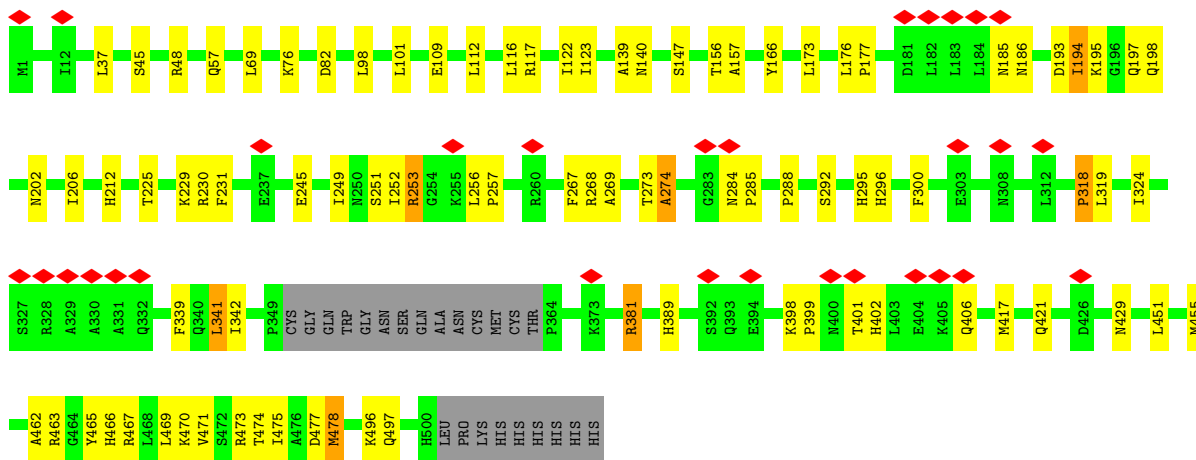 M1 I12 L37 S45 R48 Q57 L69 K76 D82 L98 L101 E109 L112 L116 R117 I122 I123 A139 N140 S147 T156 A157 Y166 L173 L176 P177 D181 L182 L183 L184 N185 N186 D193 I194 K195 G196 Q197 Q198
N202 I206 H212 T225 K229 R230 F231 E237 E245 I249 N250 S251 I252 R253 G254 K255 L256 P257 R260 F267 R268 A269 T273 A274 G283 N284 P285 P288 S292 H295 H296 F300 E303 N308 L312 P318 L319 I324
S327 R328 A329 A330 A331 Q332 F339 Q340 L341 I342 F349 CYS GLY GLN TRP GLY ASN SER GLN ALA ASN CYS MET CYS THR P364 K373 R381 H389 S392 Q393 E394 K398 P399 N400 T401 H402 L403 E404 K405 Q406 M417 Q421 D426 N429 L451 M455
A462 R463 G464 Y465 H466 R467 L468 L469 K470 V471 S472 R473 T474 I475 A476 D477 M478 K496 Q497 H500 LEU PRO LYS HIS HIS HIS HIS HIS HIS